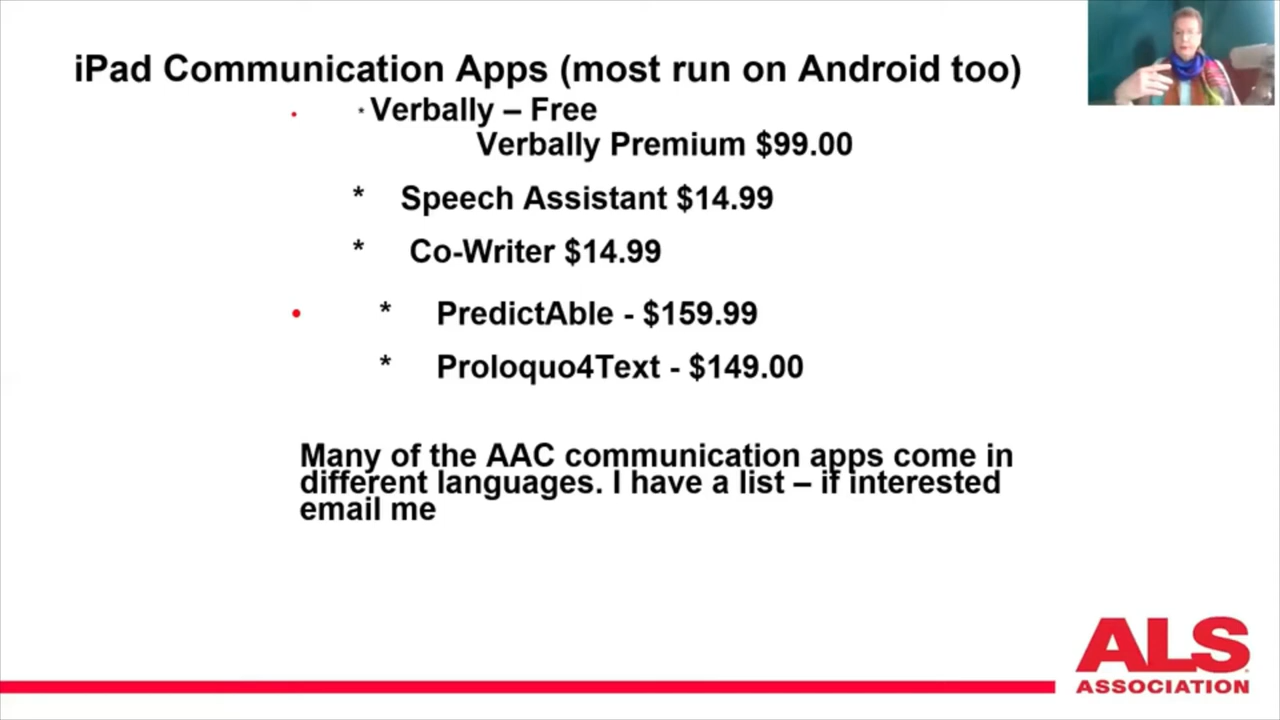 iPad Communication Apps (most run on Android too)
• * Verbally – Free
Verbally Premium $99.00
* Speech Assistant $14.99
* Co-Writer $14.99
• * PredictAble - $159.99
* Proloquo4Text - $149.00
Many of the AAC communication apps come in
different languages. I have a list – if interested
email me
ALS
ASSOCIATION